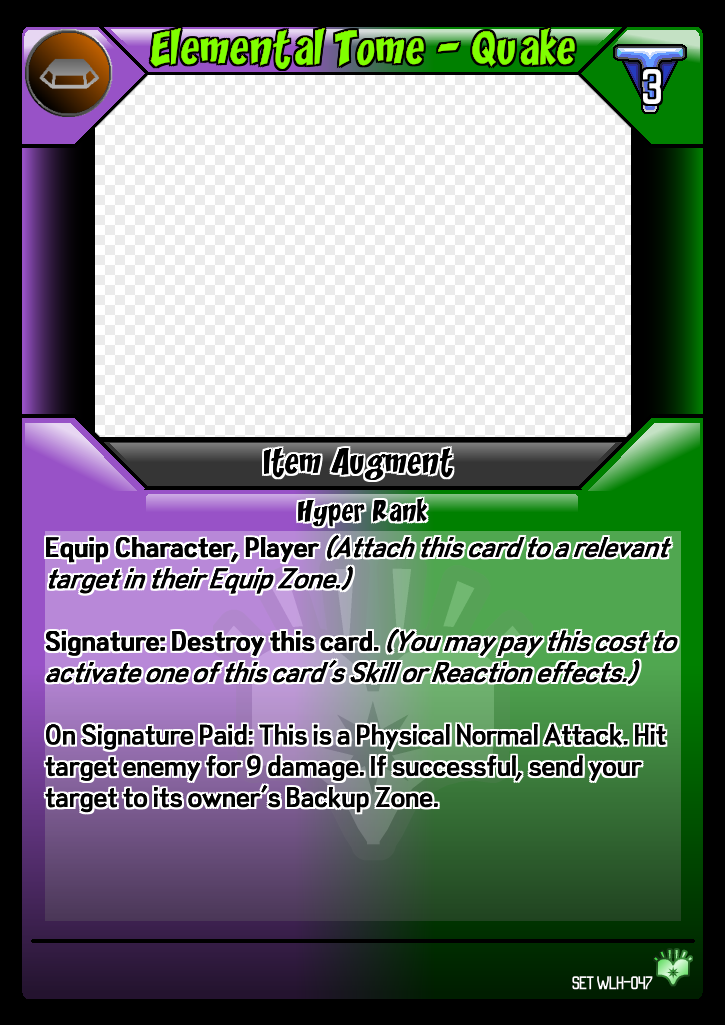 Elemental Tome - Quake
3
Item Augment
Hyper Rank
Equip Character, Player (Attach this card to a relevant
target in their Equip Zone.)
Signature: Destroy this card. (You may pay this cost to
activate one of this card's Skill or Reaction effects.)
On Signature Paid: This is a Physical Normal Attack. Hit
target enemy for 9 damage. If successful, send your
target to its owner's Backup Zone.
SET WLH-047